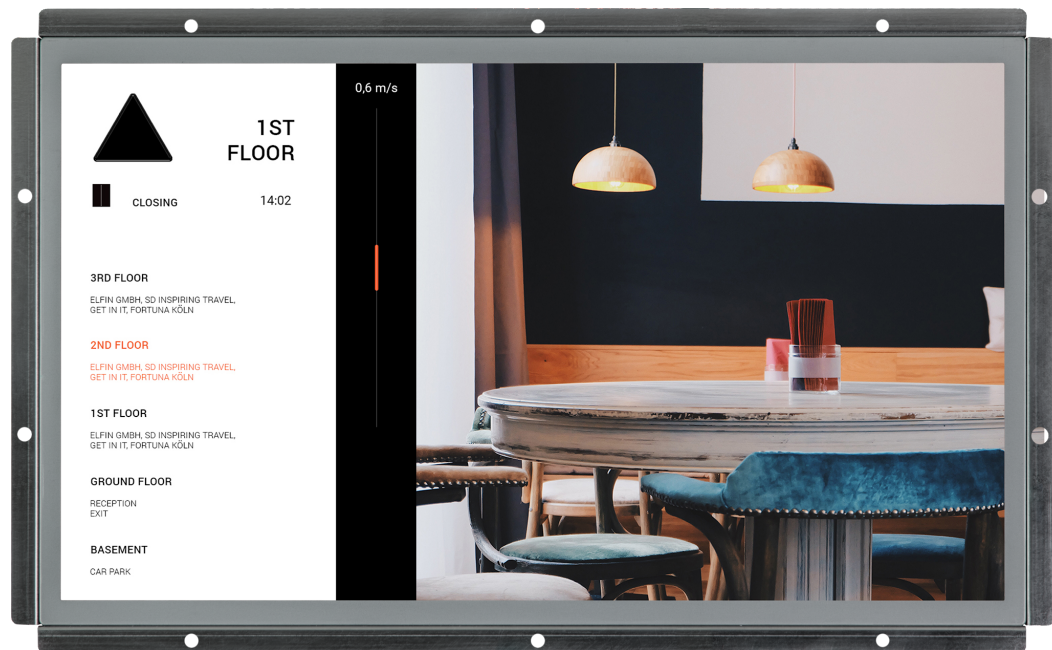 0,6 m/s
1ST
FLOOR
CLOSING
14:02
3RD FLOOR
ELFIN GMBH, SD INSPIRING TRAVEL,
GET IN IT, FORTUNA KÖLN
2ND FLOOR
ELFIN GMBH, SD INSPIRING TRAVEL,
GET IN IT, FORTUNA KÖLN
1ST FLOOR
ELFIN GMBH, SD INSPIRING TRAVEL,
GET IN IT, FORTUNA KÖLN
GROUND FLOOR
RECEPTION
EXIT
BASEMENT
CAR PARK